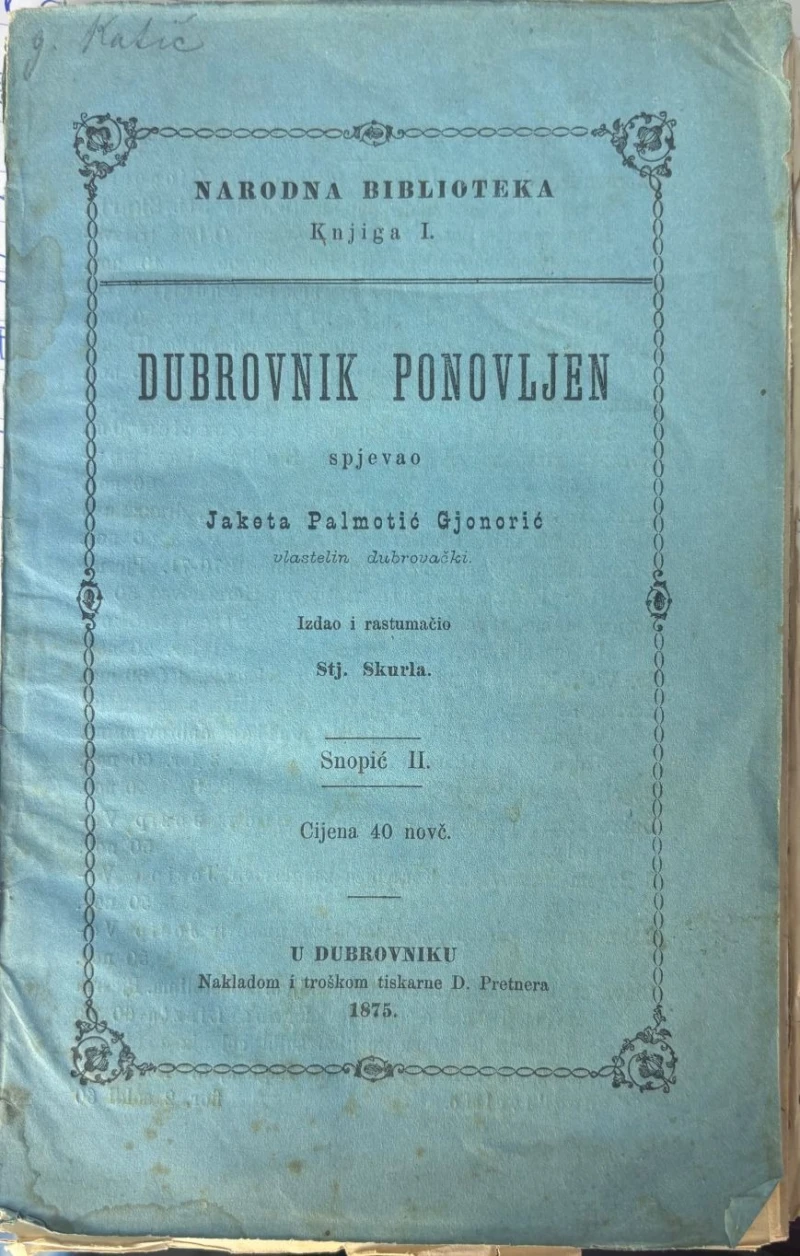 g. Katić
NARODNA BIBLIOTEKA
Knjiga I.
DUBROVNIK PONOVLJEN
spjevao
Jaketa Palmotić Gjonorić
vlastelin dubrovački.
Izdao i rastumačio
Stj. Skurla.
Snopić II.
Cijena 40 novč.
U DUBROVNIKU
Nakladom i troškom tiskarne D. Pretnera
1875.